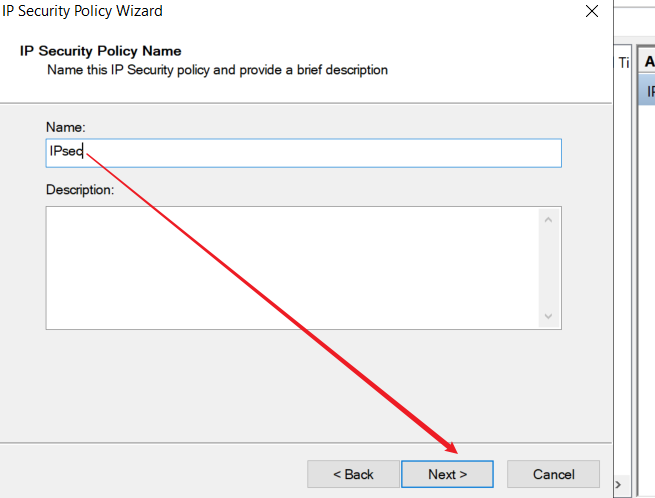 IP Security Policy Wizard
IP Security Policy Name
Name this IP Security policy and provide a brief description
Name:
IPsec
Description:
< Back
Next >
Cancel
Ti
A